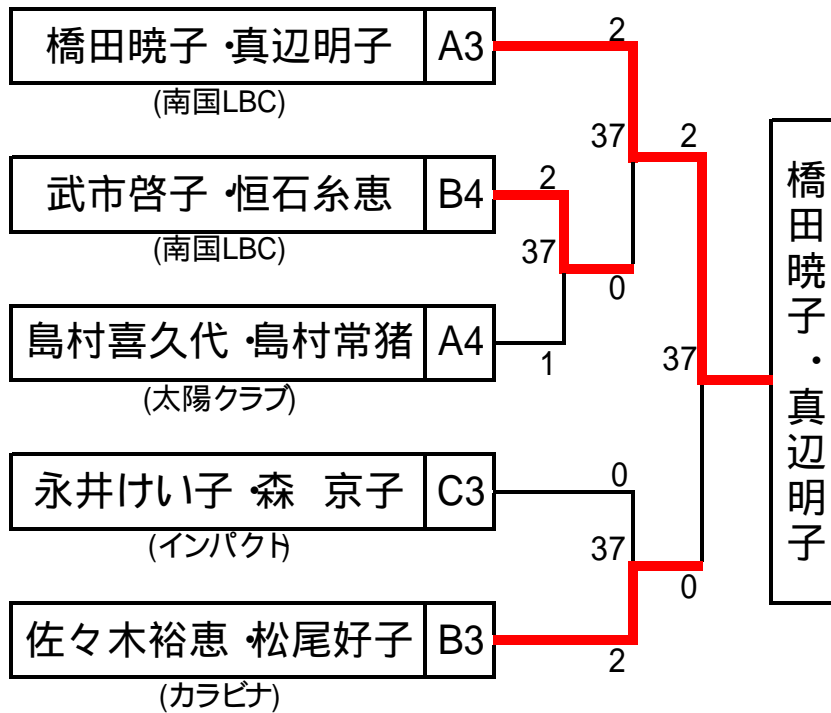 橋田暁子・真辺明子 A3 2
(南国LBC)
37 2
武市啓子・恒石糸恵 B4 2
(南国LBC)
37
0
島村喜久代・島村常猪 A4
1
37
(太陽クラブ)
永井けい子・森　京子 C3 0
(インパクト)
37
0
佐々木裕恵・松尾好子 B3
2
(カラビナ)
橋田暁子・真辺明子